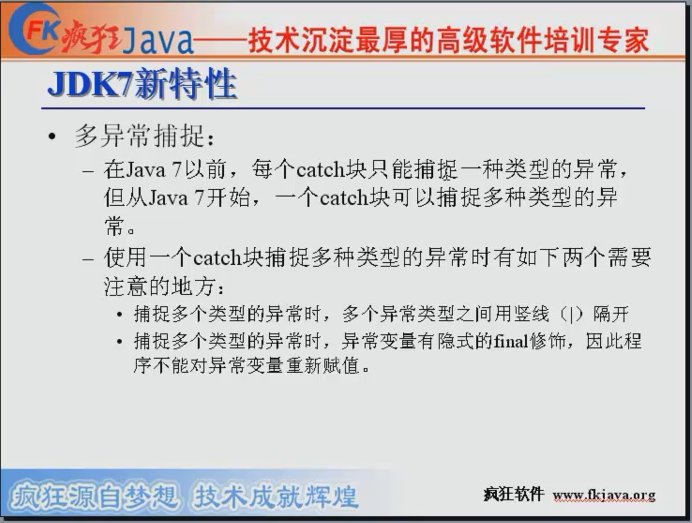 FK 疯狂Java——技术沉淀最厚的高级软件培训专家
JDK7新特性
• 多异常捕捉：
– 在Java 7以前，每个catch块只能捕捉一种类型的异常，
但从Java 7开始，一个catch块可以捕捉多种类型的异
常。
– 使用一个catch块捕捉多种类型的异常时有如下两个需要
注意的地方：
• 捕捉多个类型的异常时，多个异常类型之间用竖线（|）隔开
• 捕捉多个类型的异常时，异常变量有隐式的final修饰，因此程
序不能对异常变量重新赋值。
疯狂源自梦想 技术成就辉煌
疯狂软件 www.fkjava.org